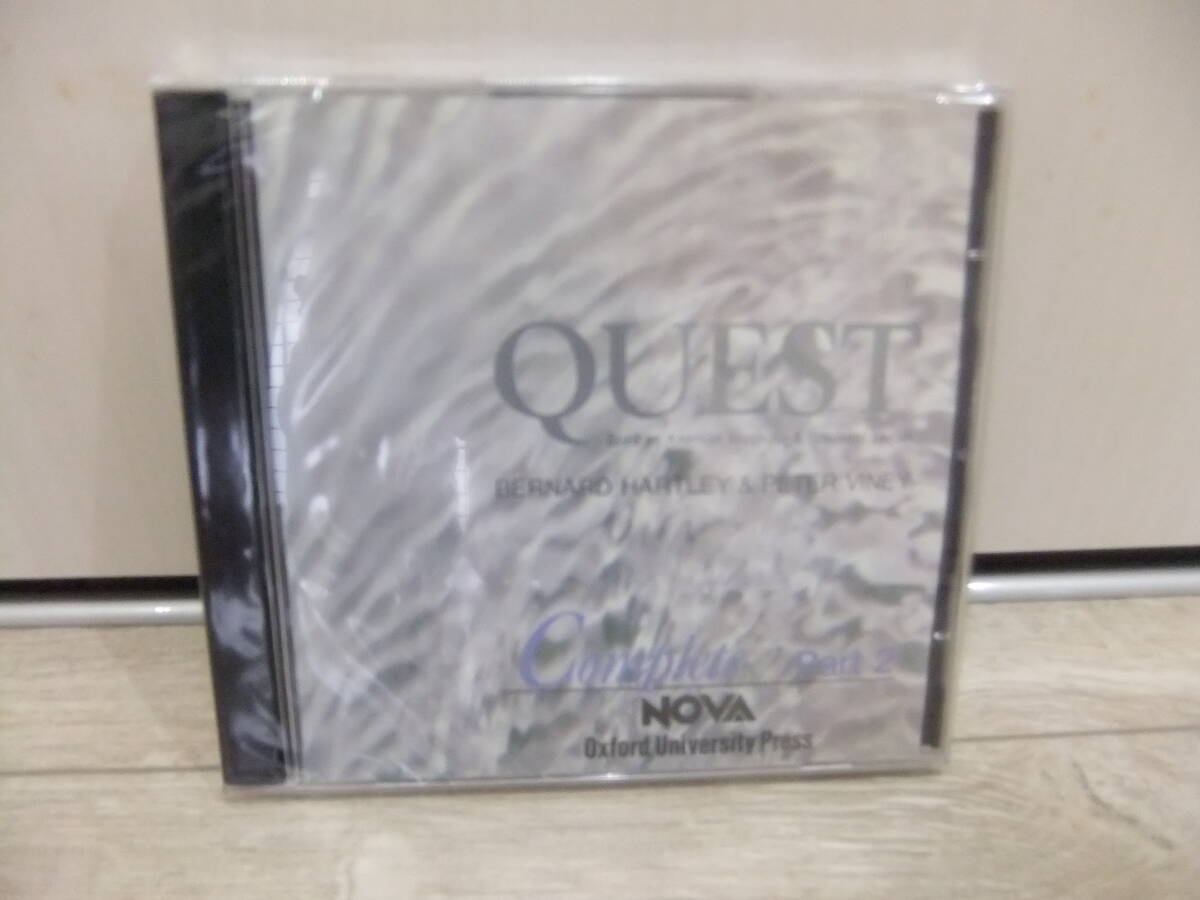 QUEST
BERNARD HARTLEY & PETER VINEY
Complete Part 2
NOVA
Oxford University Press